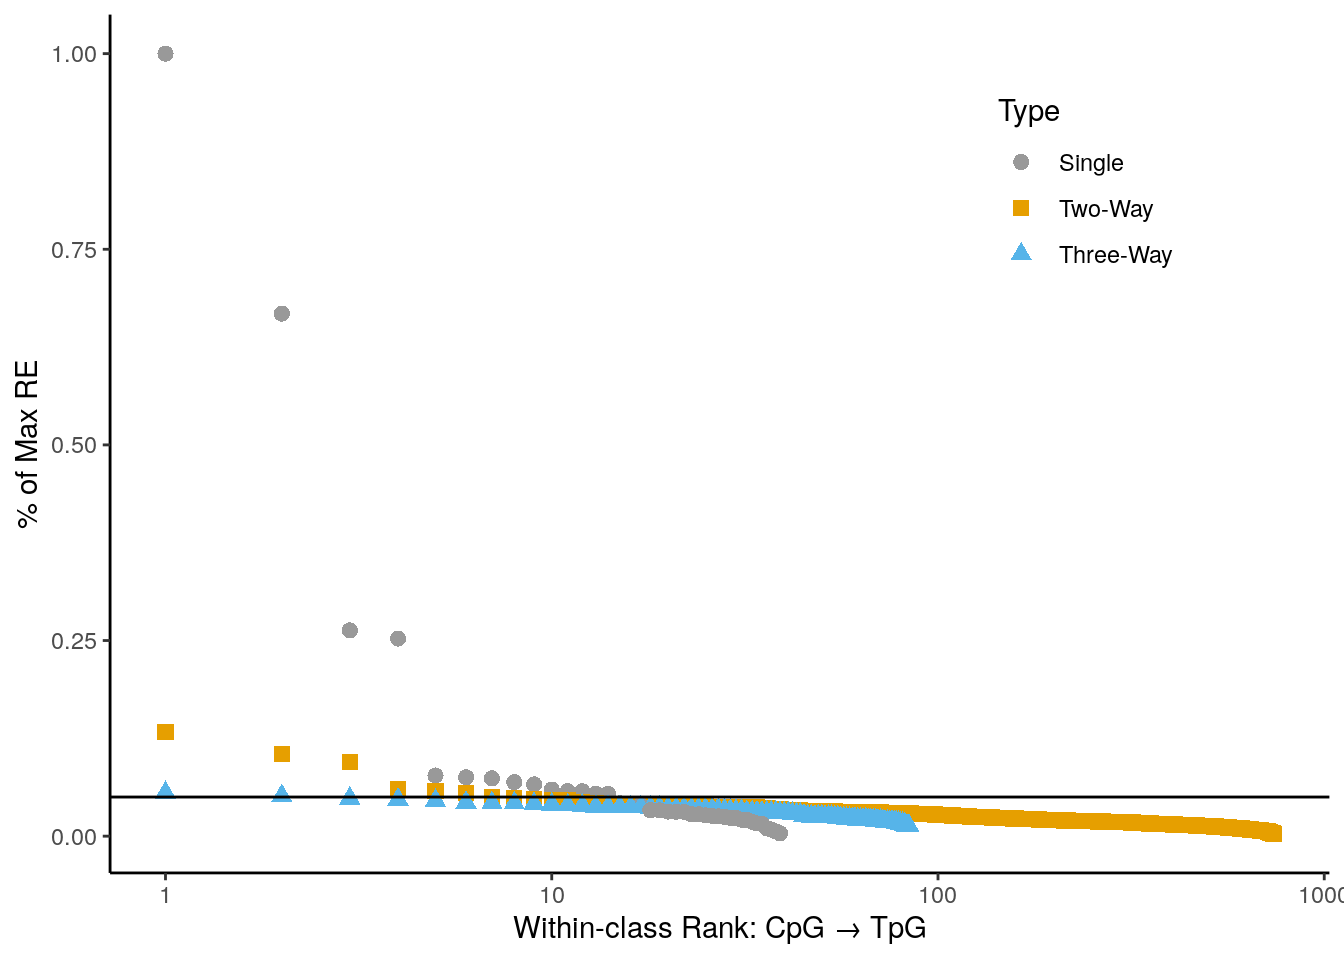 1.00
0.75
0.50
0.25
0.00
% of Max RE
Type
Single
Two-Way
Three-Way
1
10
100
1000
Within-class Rank: CpG → TpG